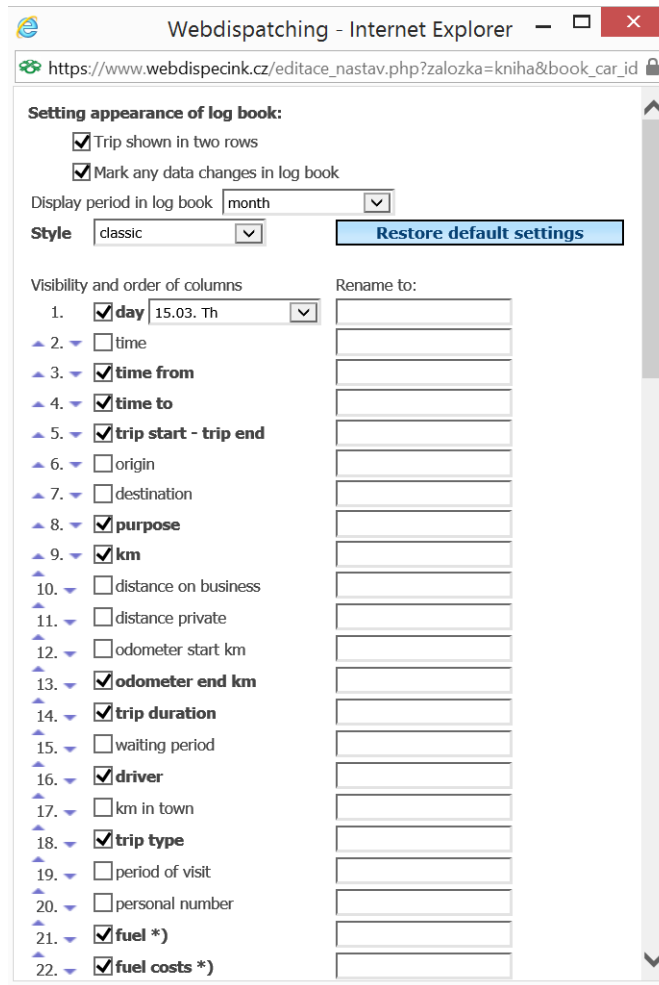 Webdispatching - Internet Explorer
https://www.webdispecink.cz/editace_nastav.php?zalozka=kniha&book_car_id
Setting appearance of log book:
Trip shown in two rows
Mark any data changes in log book
Display period in log book month
Style classic Restore default settings
Visibility and order of columns Rename to:
1. day 15.03. Th
2. time
3. time from
4. time to
5. trip start - trip end
6. origin
7. destination
8. purpose
9. km
10. distance on business
11. distance private
12. odometer start km
13. odometer end km
14. trip duration
15. waiting period
16. driver
17. km in town
18. trip type
19. period of visit
20. personal number
21. fuel *)
22. fuel costs *)